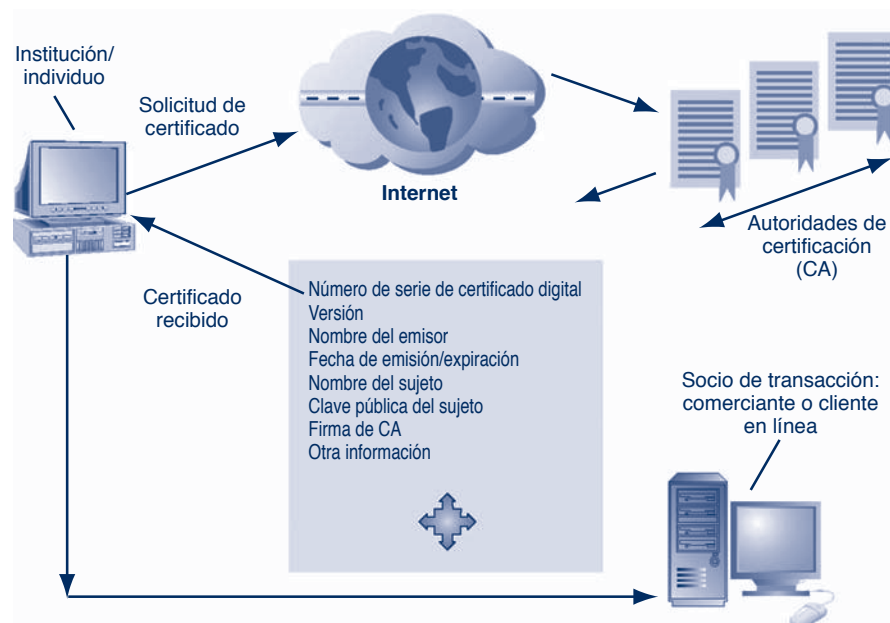 Institución/
individuo
Solicitud de
certificado
Internet
Autoridades de
certificación
(CA)
Certificado
recibido
Número de serie de certificado digital
Versión
Nombre del emisor
Fecha de emisión/expiración
Nombre del sujeto
Clave pública del sujeto
Firma de CA
Otra información
Socio de transacción:
comerciante o cliente
en línea